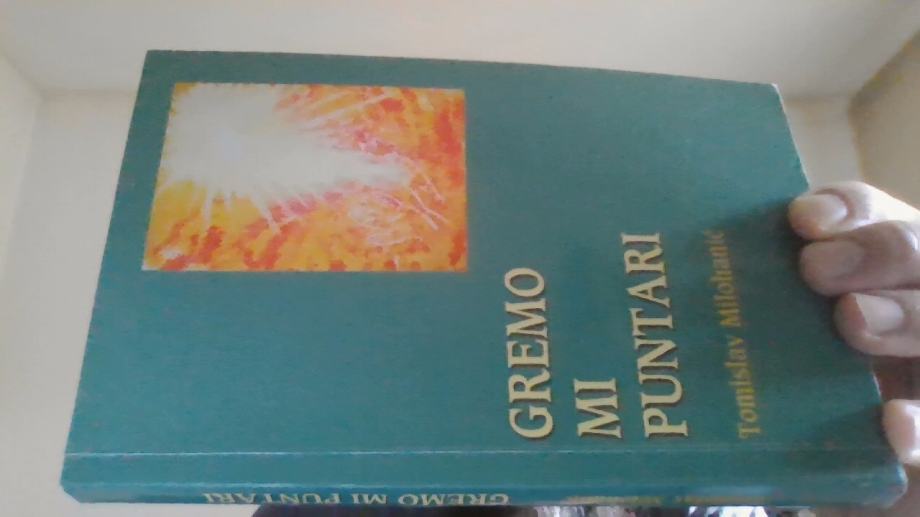 GREMO
MI
PUNTARI
Tomislav Milohanić
GREMO MI PUNTARI